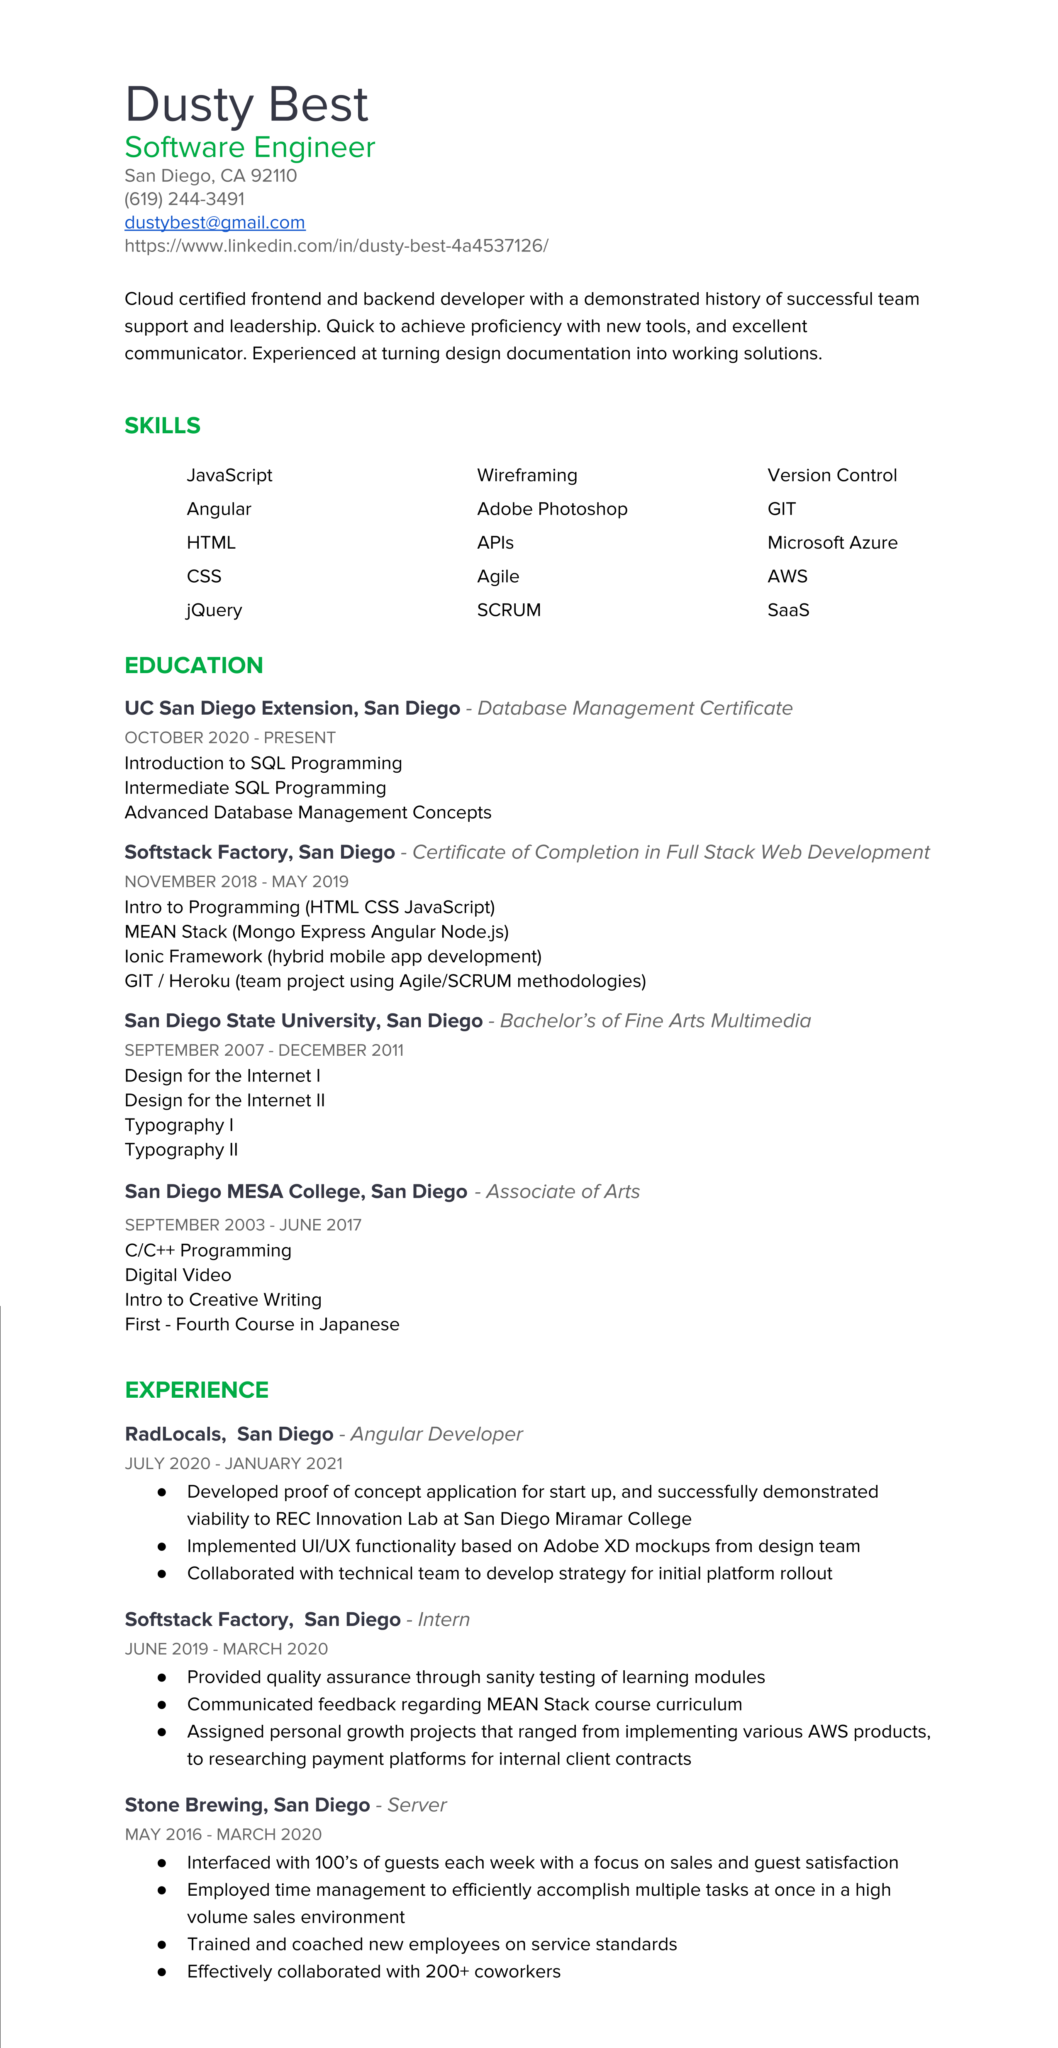 Dusty Best
Software Engineer
San Diego, CA 92110
(619) 244-3491
dustybest@gmail.com
https://www.linkedin.com/in/dusty-best-4a4537126/
Cloud certified frontend and backend developer with a demonstrated history of successful team
support and leadership. Quick to achieve proficiency with new tools, and excellent
communicator. Experienced at turning design documentation into working solutions.
SKILLS
JavaScript Wireframing Version Control
Angular Adobe Photoshop GIT
HTML APIs Microsoft Azure
CSS Agile AWS
jQuery SCRUM SaaS
EDUCATION
UC San Diego Extension, San Diego - Database Management Certificate
OCTOBER 2020 - PRESENT
Introduction to SQL Programming
Intermediate SQL Programming
Advanced Database Management Concepts
Softstack Factory, San Diego - Certificate of Completion in Full Stack Web Development
NOVEMBER 2018 - MAY 2019
Intro to Programming (HTML CSS JavaScript)
MEAN Stack (Mongo Express Angular Node.js)
Ionic Framework (hybrid mobile app development)
GIT / Heroku (team project using Agile/SCRUM methodologies)
San Diego State University, San Diego - Bachelor’s of Fine Arts Multimedia
SEPTEMBER 2007 - DECEMBER 2011
Design for the Internet I
Design for the Internet II
Typography I
Typography II
San Diego MESA College, San Diego - Associate of Arts
SEPTEMBER 2003 - JUNE 2017
C/C++ Programming
Digital Video
Intro to Creative Writing
First - Fourth Course in Japanese
EXPERIENCE
RadLocals, San Diego - Angular Developer
JULY 2020 - JANUARY 2021
● Developed proof of concept application for start up, and successfully demonstrated
viability to REC Innovation Lab at San Diego Miramar College
● Implemented UI/UX functionality based on Adobe XD mockups from design team
● Collaborated with technical team to develop strategy for initial platform rollout
Softstack Factory, San Diego - Intern
JUNE 2019 - MARCH 2020
● Provided quality assurance through sanity testing of learning modules
● Communicated feedback regarding MEAN Stack course curriculum
● Assigned personal growth projects that ranged from implementing various AWS products,
to researching payment platforms for internal client contracts
Stone Brewing, San Diego - Server
MAY 2016 - MARCH 2020
● Interfaced with 100’s of guests each week with a focus on sales and guest satisfaction
● Employed time management to efficiently accomplish multiple tasks at once in a high
volume sales environment
● Trained and coached new employees on service standards
● Effectively collaborated with 200+ coworkers